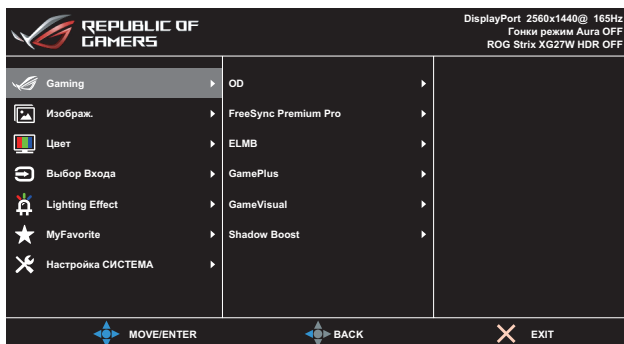 REPUBLIC OF
GAMERS
DisplayPort 2560x1440@ 165Hz
Гонки режим Aura OFF
ROG Strix XG27W HDR OFF
Gaming
Изображ.
Цвет
Выбор Входа
Lighting Effect
MyFavorite
Настройка СИСТЕМА
OD
FreeSync Premium Pro
ELMB
GamePlus
GameVisual
Shadow Boost
MOVE/ENTER
BACK
EXIT